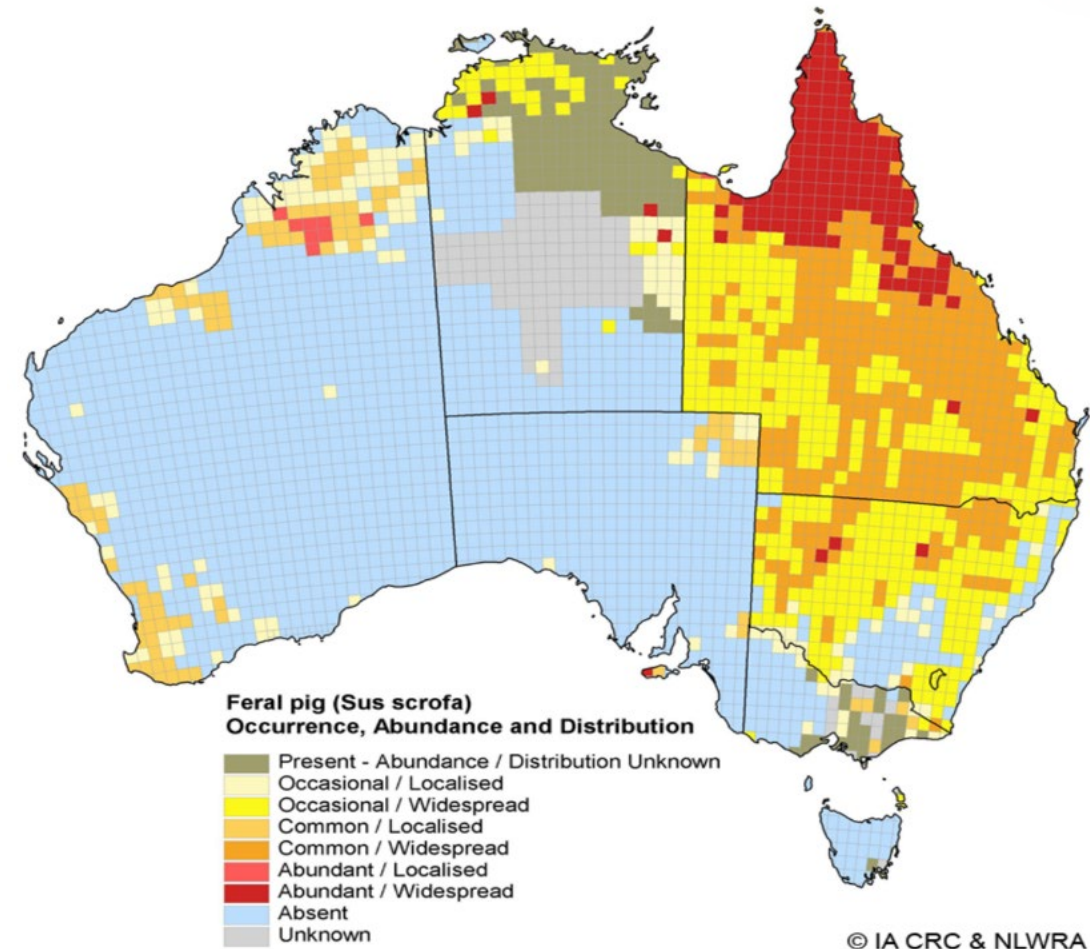 Feral pig (Sus scrofa)
Occurrence, Abundance and Distribution
Present - Abundance / Distribution Unknown
Occasional / Localised
Occasional / Widespread
Common / Localised
Common / Widespread
Abundant / Localised
Abundant / Widespread
Absent
Unknown
© IA CRC & NLWRA